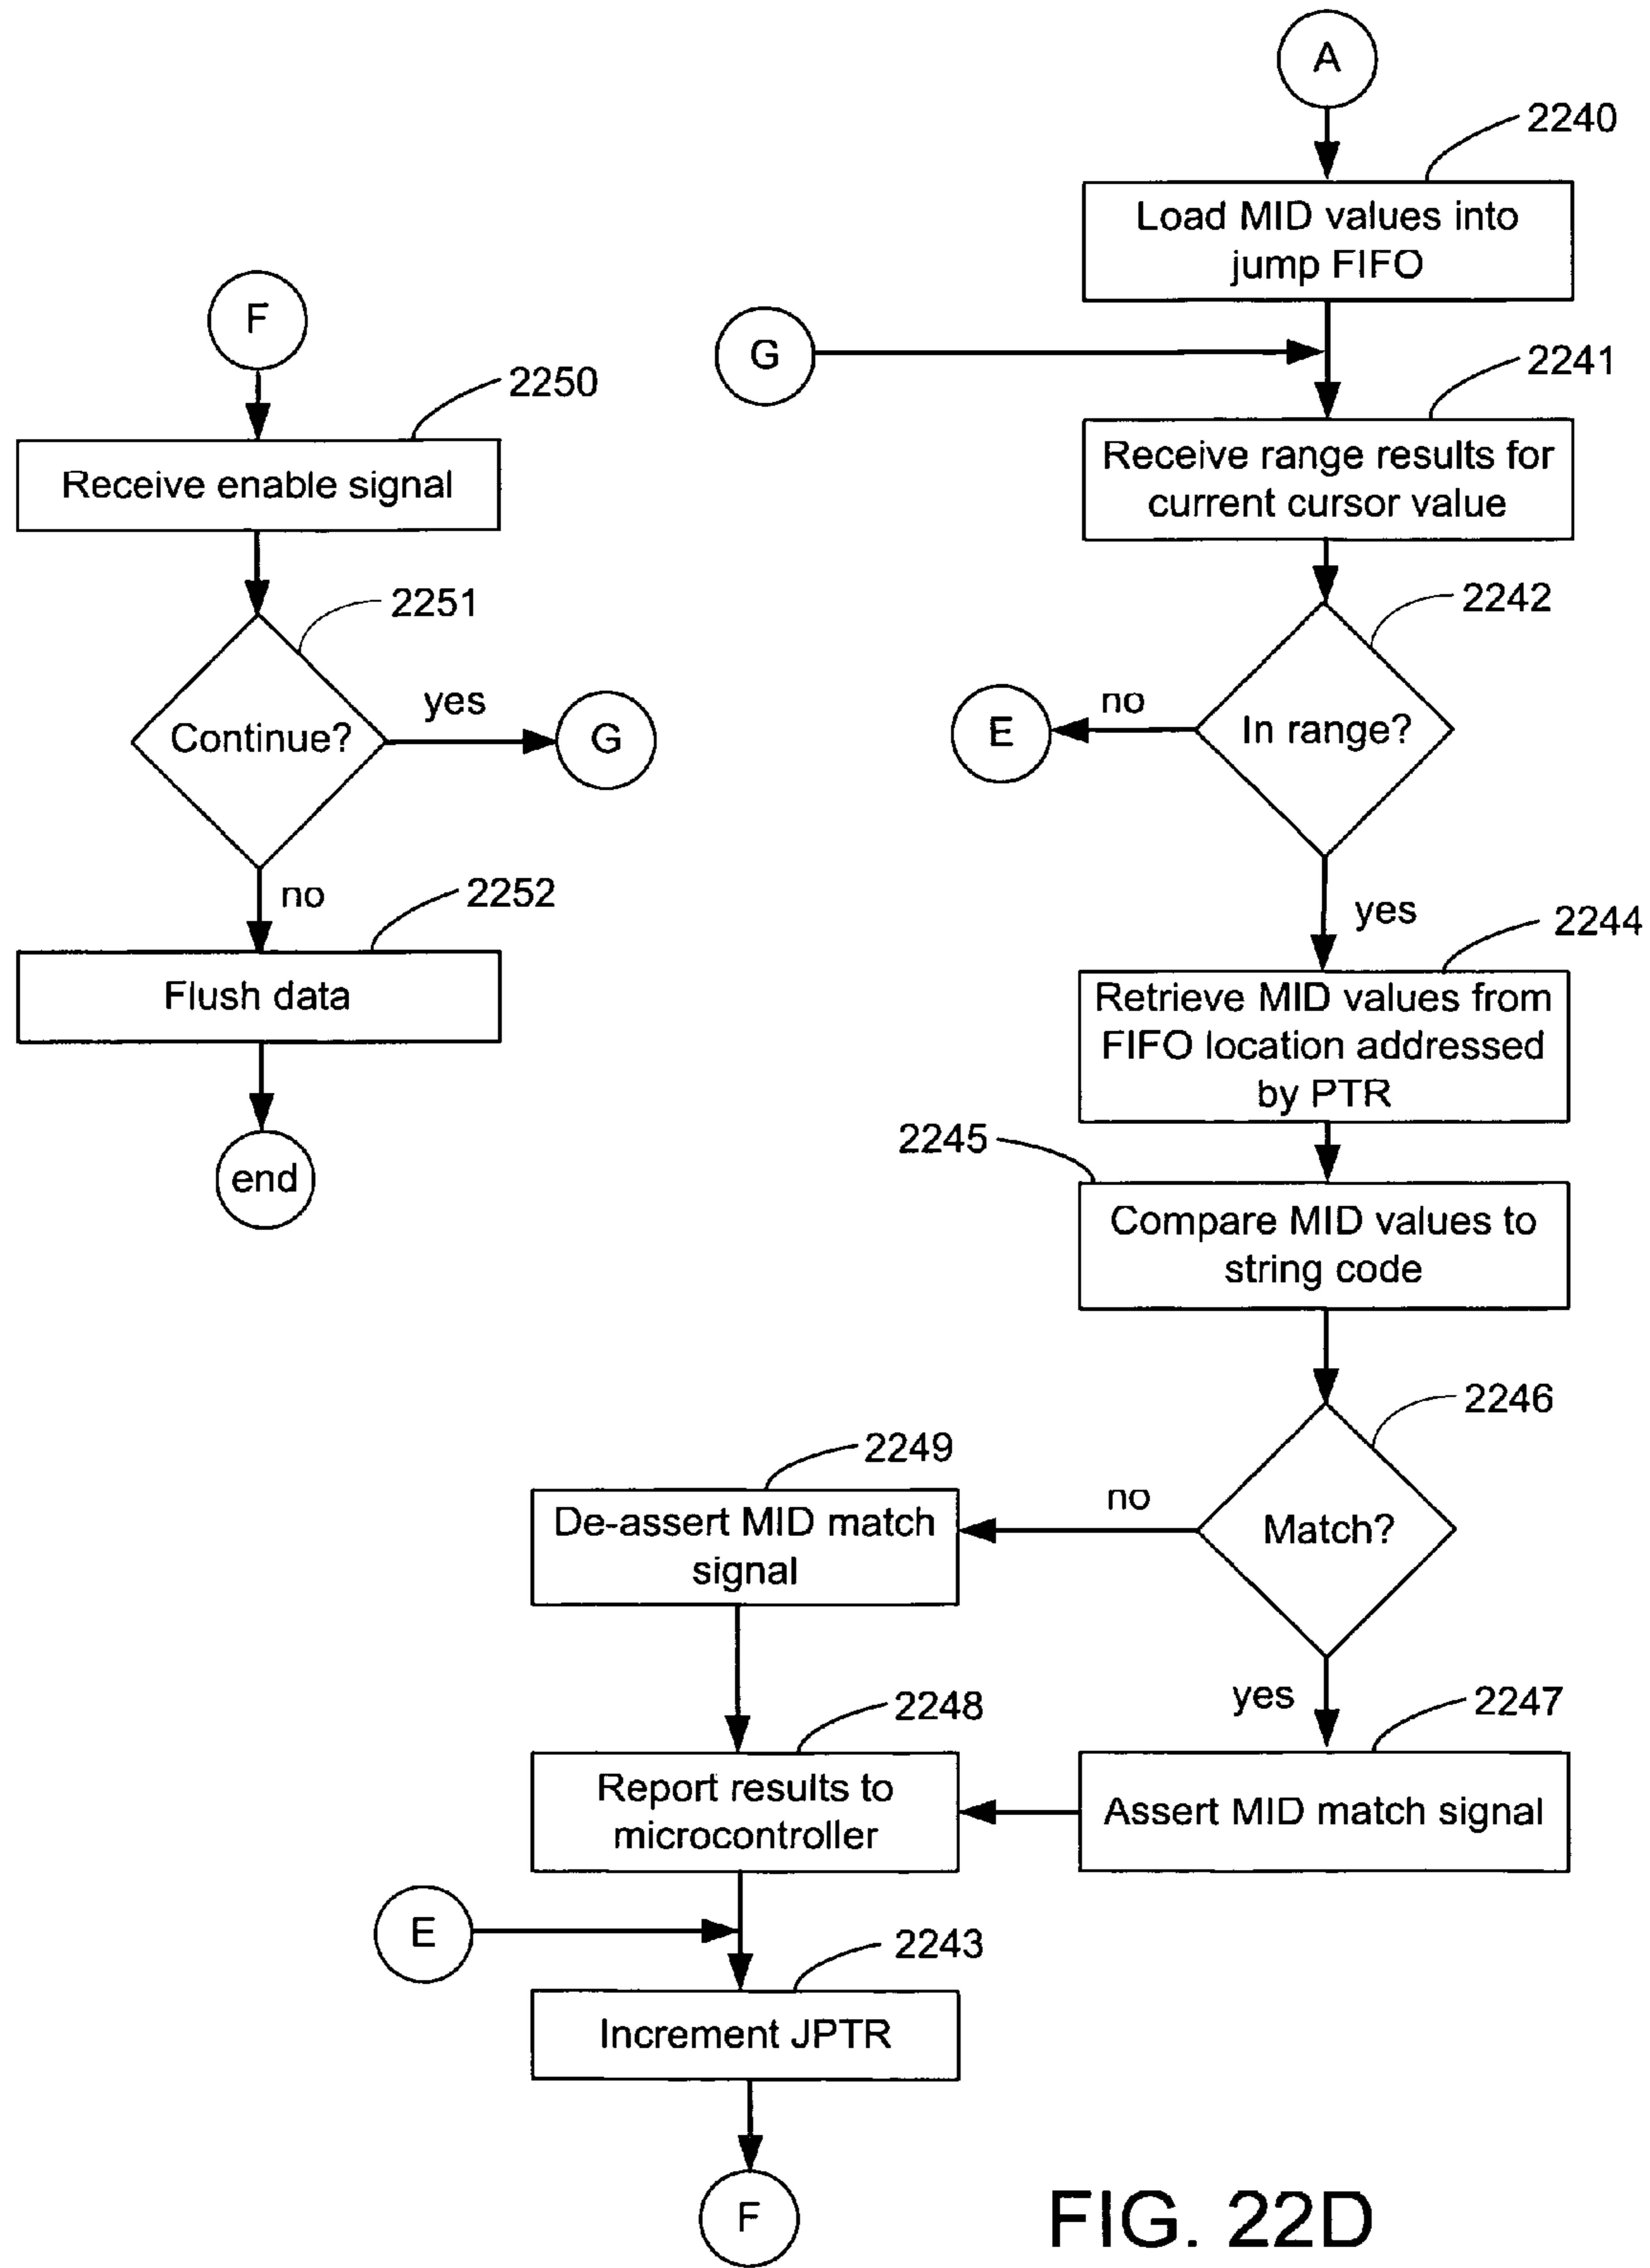 A
2240
Load MID values into
jump FIFO
G
2241
Receive range results for
current cursor value
2242
In range?
no
E
yes
2244
Retrieve MID values from
FIFO location addressed
by PTR
2245
Compare MID values to
string code
2246
Match?
no
2249
De-assert MID match
signal
yes
2247
Assert MID match signal
2248
Report results to
microcontroller
E
2243
Increment JPTR
F
F
2250
Receive enable signal
2251
Continue?
yes
G
no
2252
Flush data
end
FIG. 22D